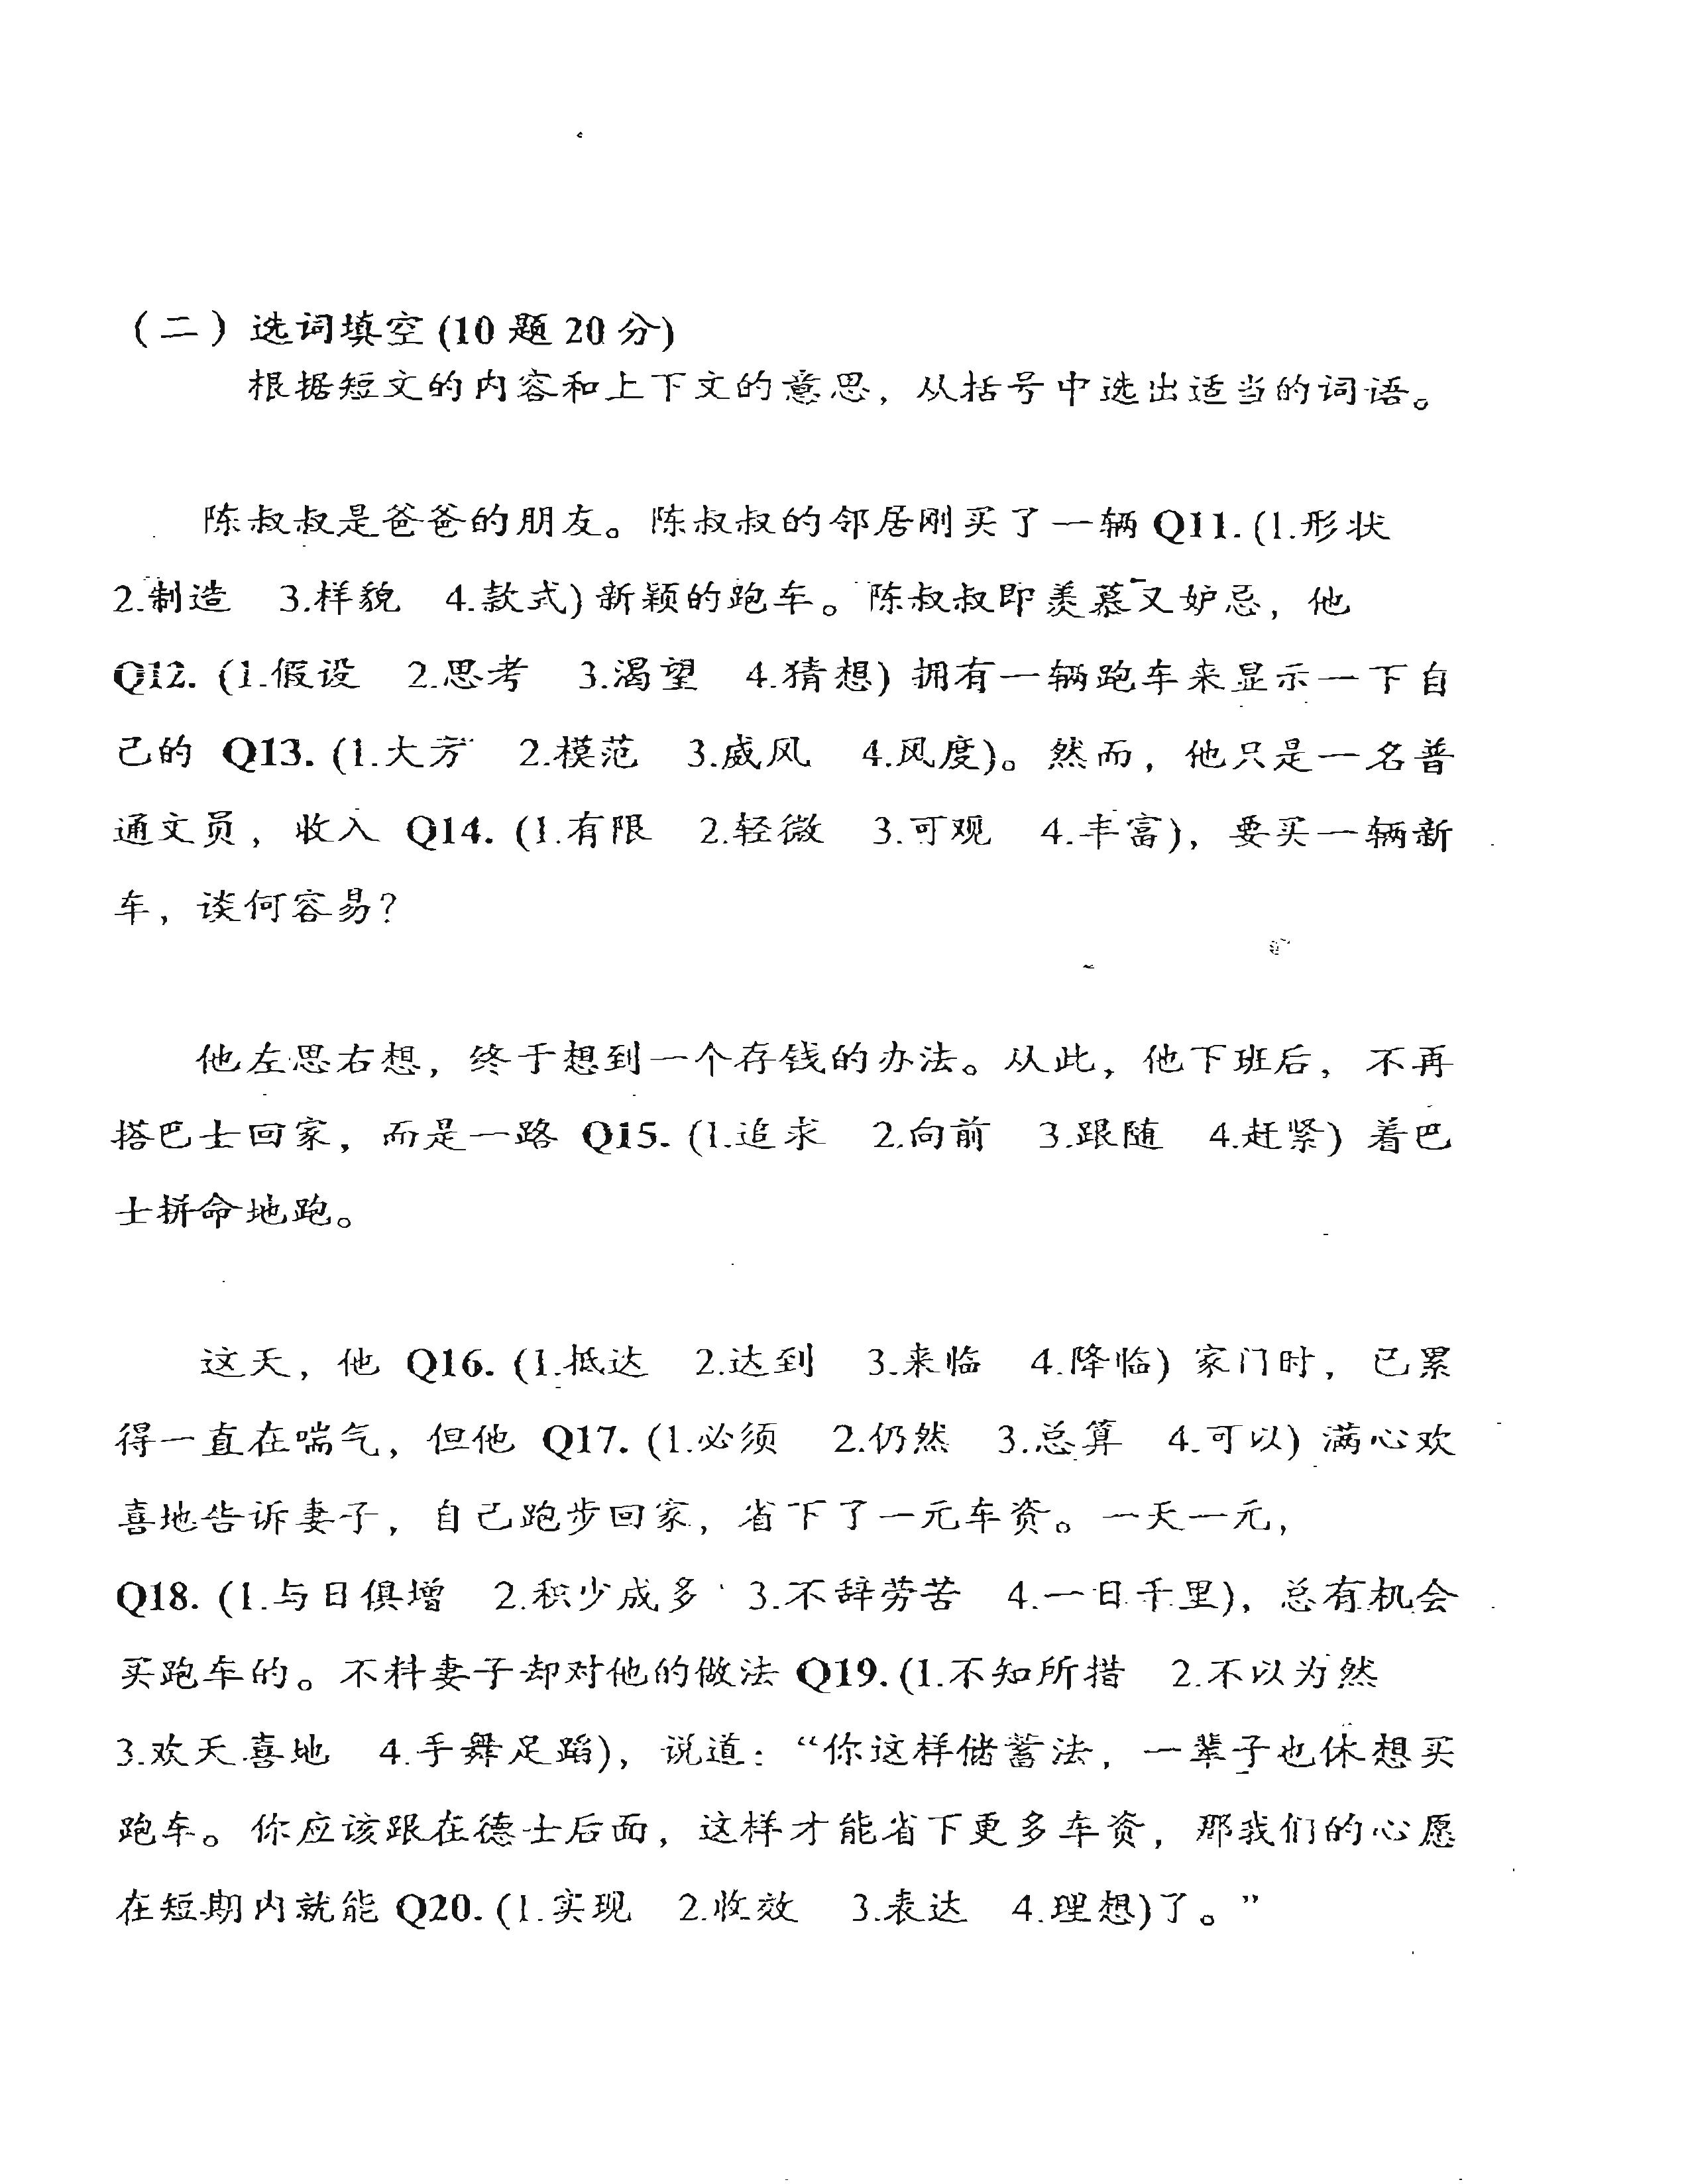 （二）选词填空(10 题 20 分)
根据短文的内容和上下文的意思，从括号中选出适当的词语。
陈叔叔是爸爸的朋友。陈叔叔的邻居刚买了一辆 Q11. (1.形状
2.制造 3.样貌 4.款式) 新颖的跑车。陈叔叔即羡慕又妒忌，他
Q12. (1.假设 2.思考 3.渴望 4.猜想) 拥有一辆跑车来显示一下自
己的 Q13. (1.大方 2.模范 3.威风 4.风度)。然而，他只是一名普
通文员，收入 Q14. (1.有限 2.轻微 3.可观 4.丰富)，要买一辆新
车，谈何容易？
他左思右想，终于想到一个存钱的办法。从此，他下班后，不再
搭巴士回家，而是一路 Q15. (1.追求 2.向前 3.跟随 4.赶紧) 着巴
士拼命地跑。
这天，他 Q16. (1.抵达 2.达到 3.来临 4.降临) 家门时，已累
得一直在喘气，但他 Q17. (1.必须 2.仍然 3.总算 4.可以) 满心欢
喜地告诉妻子，自己跑步回家，省下了一元车资。一天一元，
Q18. (1.与日俱增 2.积少成多 3.不辞劳苦 4.一日千里)，总有机会
买跑车的。不料妻子却对他的做法 Q19. (1.不知所措 2.不以为然
3.欢天喜地 4.手舞足蹈)，说道：“你这样储蓄法，一辈子也休想买
跑车。你应该跟在德士后面，这样才能省下更多车资，那我们的心愿
在短期内就能 Q20. (1.实现 2.收效 3.表达 4.理想)了。”